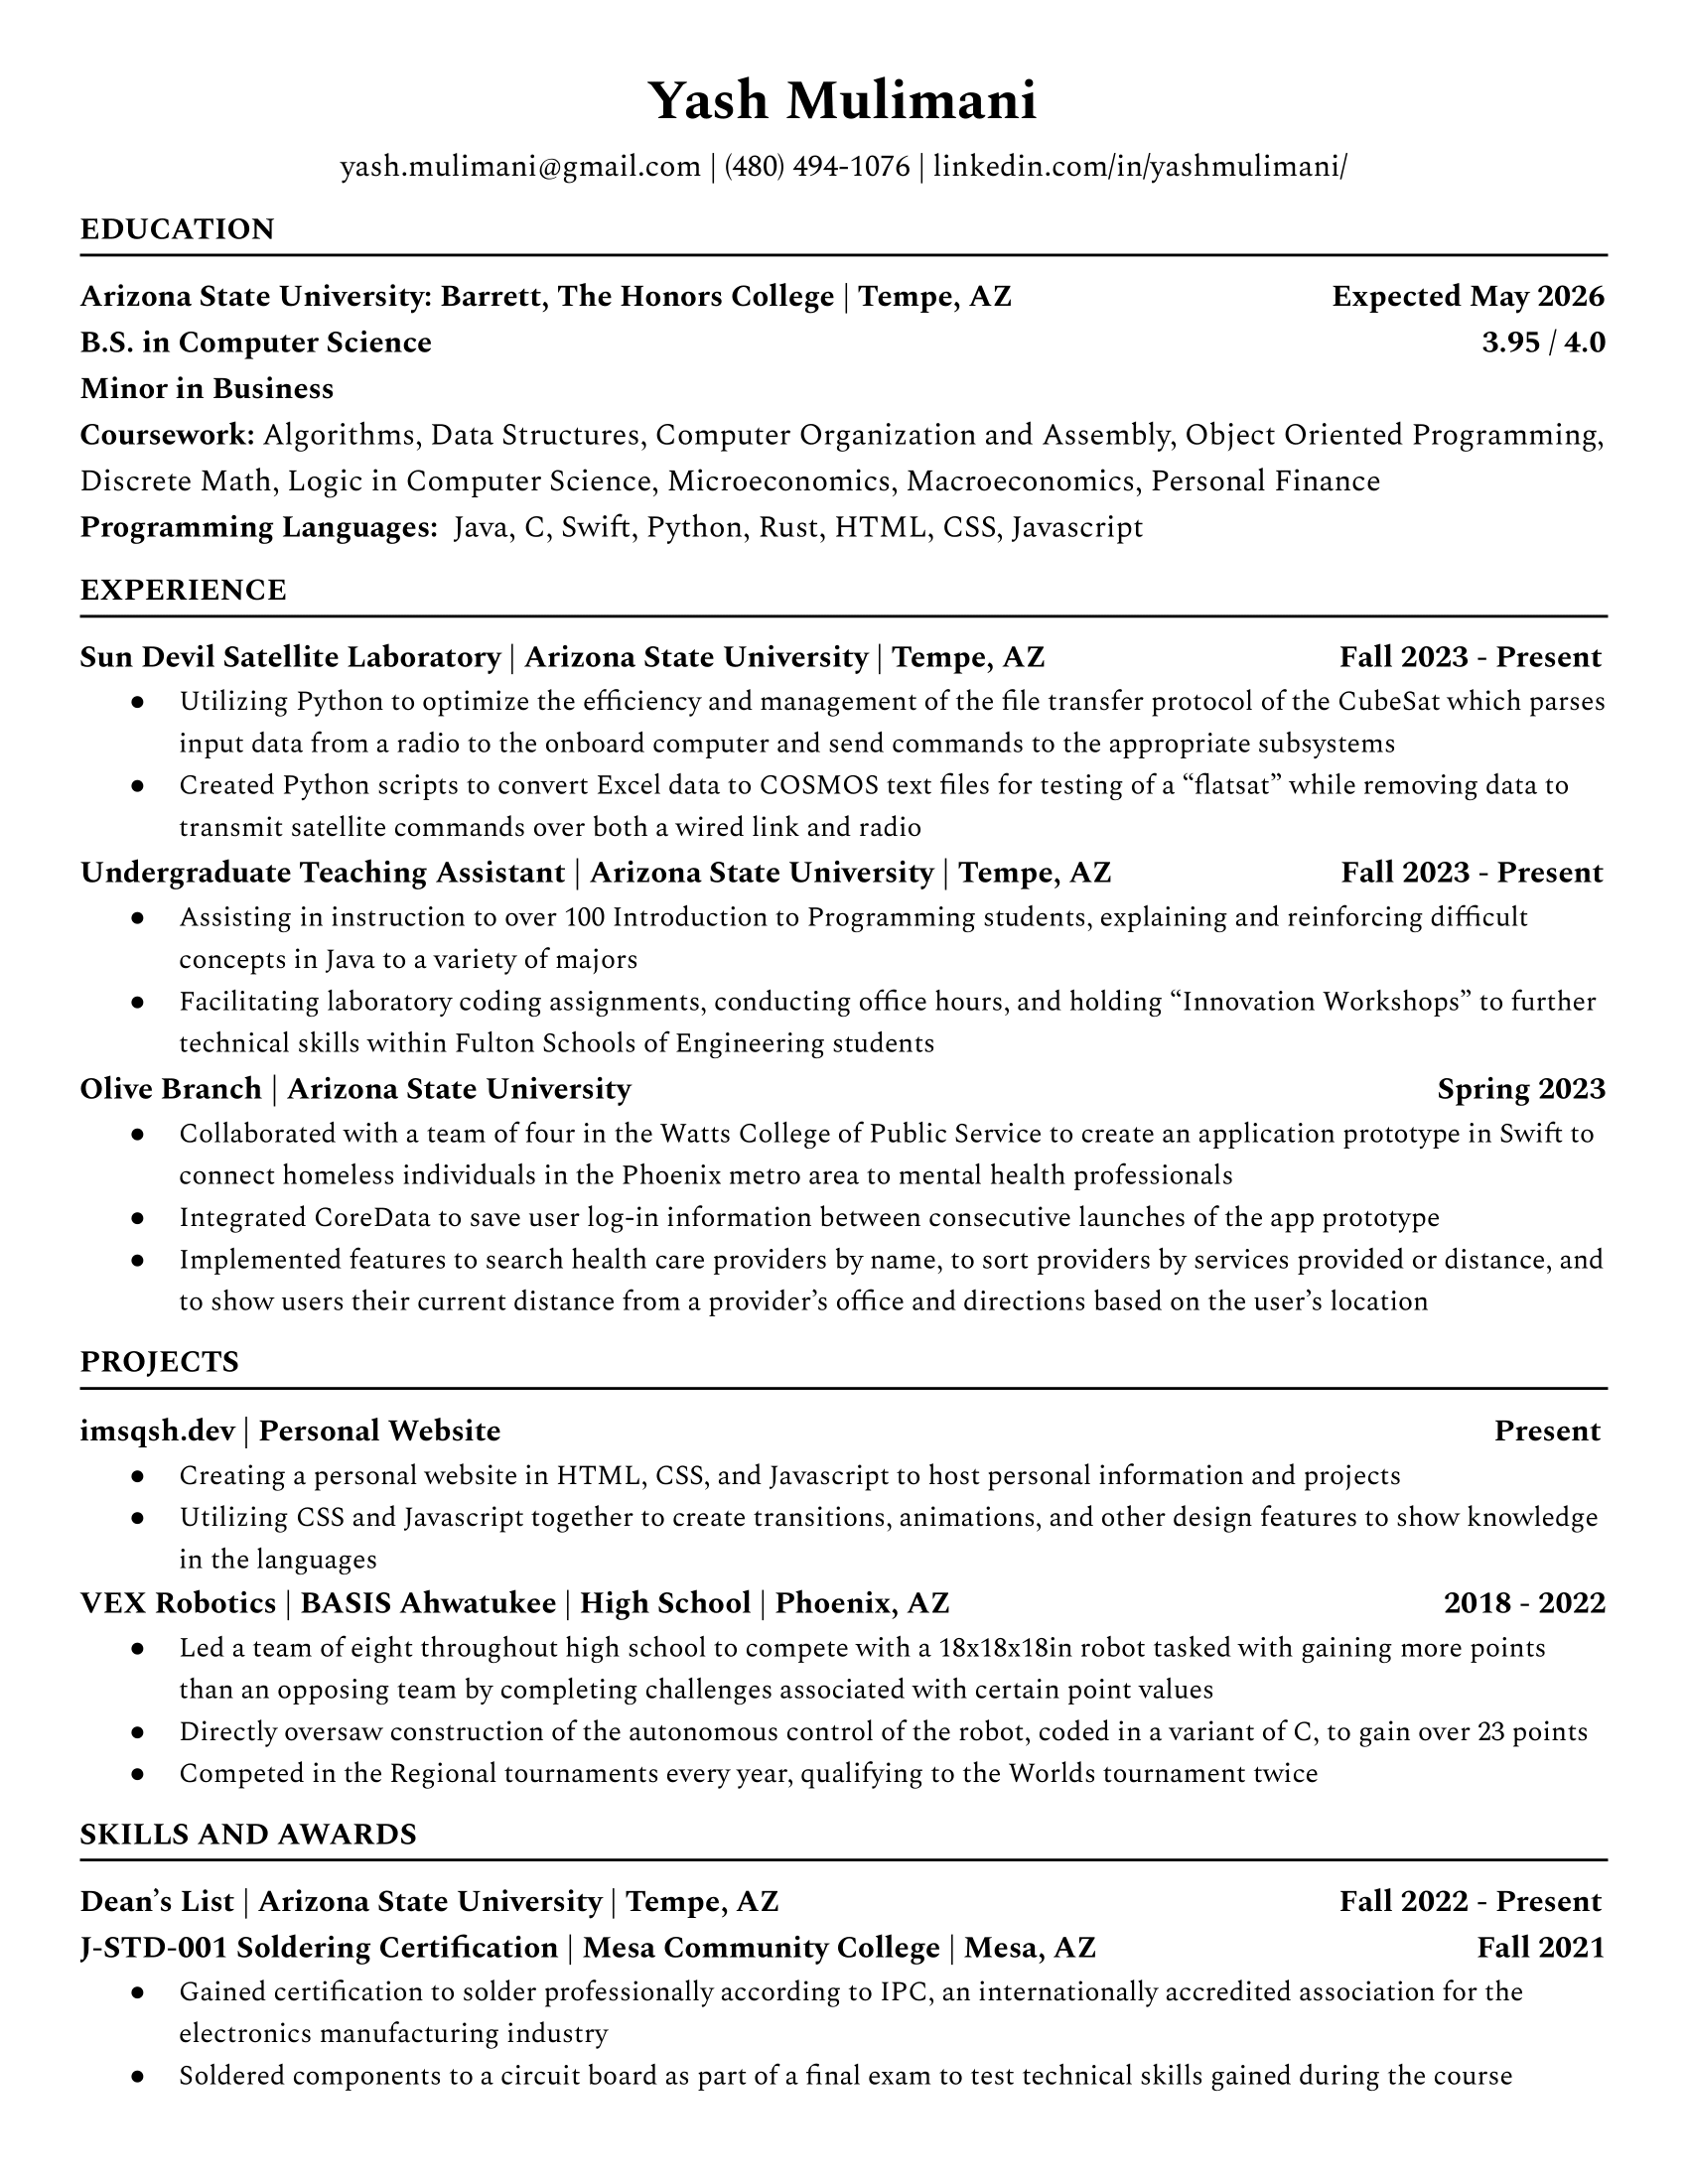 Yash Mulimani
yash.mulimani@gmail.com | (480) 494-1076 | linkedin.com/in/yashmulimani/
EDUCATION
Arizona State University: Barrett, The Honors College | Tempe, AZ Expected May 2026
B.S. in Computer Science 3.95 / 4.0
Minor in Business
Coursework: Algorithms, Data Structures, Computer Organization and Assembly, Object Oriented Programming,
Discrete Math, Logic in Computer Science, Microeconomics, Macroeconomics, Personal Finance
Programming Languages: Java, C, Swift, Python, Rust, HTML, CSS, Javascript
EXPERIENCE
Sun Devil Satellite Laboratory | Arizona State University | Tempe, AZ Fall 2023 - Present
● Utilizing Python to optimize the efficiency and management of the file transfer protocol of the CubeSat which parses
input data from a radio to the onboard computer and send commands to the appropriate subsystems
● Created Python scripts to convert Excel data to COSMOS text files for testing of a “flatsat” while removing data to
transmit satellite commands over both a wired link and radio
Undergraduate Teaching Assistant | Arizona State University | Tempe, AZ Fall 2023 - Present
● Assisting in instruction to over 100 Introduction to Programming students, explaining and reinforcing difficult
concepts in Java to a variety of majors
● Facilitating laboratory coding assignments, conducting office hours, and holding “Innovation Workshops” to further
technical skills within Fulton Schools of Engineering students
Olive Branch | Arizona State University Spring 2023
● Collaborated with a team of four in the Watts College of Public Service to create an application prototype in Swift to
connect homeless individuals in the Phoenix metro area to mental health professionals
● Integrated CoreData to save user log-in information between consecutive launches of the app prototype
● Implemented features to search health care providers by name, to sort providers by services provided or distance, and
to show users their current distance from a provider’s office and directions based on the user’s location
PROJECTS
imsqsh.dev | Personal Website Present
● Creating a personal website in HTML, CSS, and Javascript to host personal information and projects
● Utilizing CSS and Javascript together to create transitions, animations, and other design features to show knowledge
in the languages
VEX Robotics | BASIS Ahwatukee | High School | Phoenix, AZ 2018 - 2022
● Led a team of eight throughout high school to compete with a 18x18x18in robot tasked with gaining more points
than an opposing team by completing challenges associated with certain point values
● Directly oversaw construction of the autonomous control of the robot, coded in a variant of C, to gain over 23 points
● Competed in the Regional tournaments every year, qualifying to the Worlds tournament twice
SKILLS AND AWARDS
Dean’s List | Arizona State University | Tempe, AZ Fall 2022 - Present
J-STD-001 Soldering Certification | Mesa Community College | Mesa, AZ Fall 2021
● Gained certification to solder professionally according to IPC, an internationally accredited association for the
electronics manufacturing industry
● Soldered components to a circuit board as part of a final exam to test technical skills gained during the course